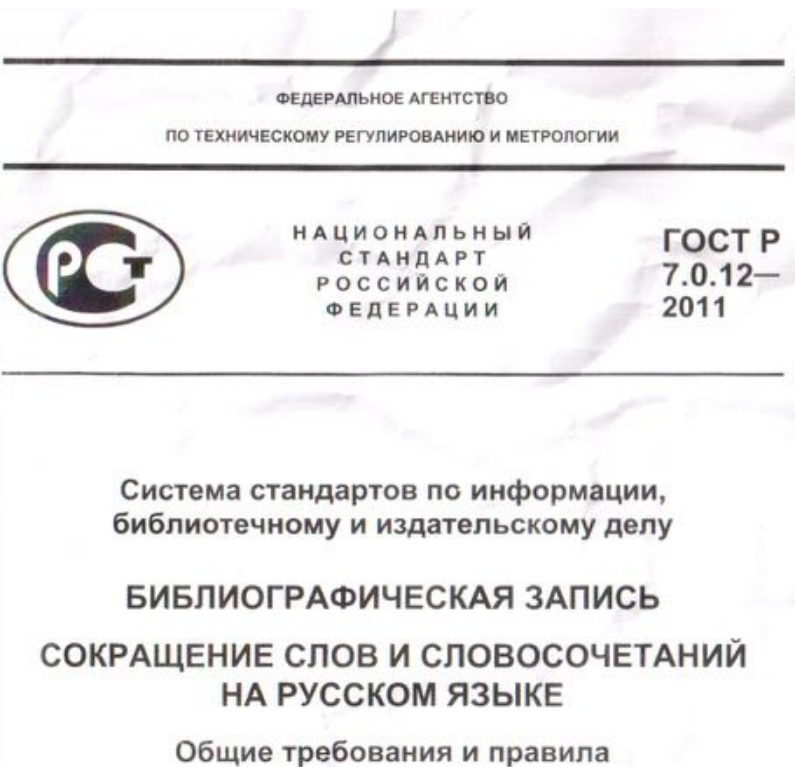 ФЕДЕРАЛЬНОЕ АГЕНТСТВО
ПО ТЕХНИЧЕСКОМУ РЕГУЛИРОВАНИЮ И МЕТРОЛОГИИ
РСТ
НАЦИОНАЛЬНЫЙ
СТАНДАРТ
РОССИЙСКОЙ
ФЕДЕРАЦИИ
ГОСТ Р
7.0.12—
2011
Система стандартов по информации,
библиотечному и издательскому делу
БИБЛИОГРАФИЧЕСКАЯ ЗАПИСЬ
СОКРАЩЕНИЕ СЛОВ И СЛОВОСОЧЕТАНИЙ
НА РУССКОМ ЯЗЫКЕ
Общие требования и правила